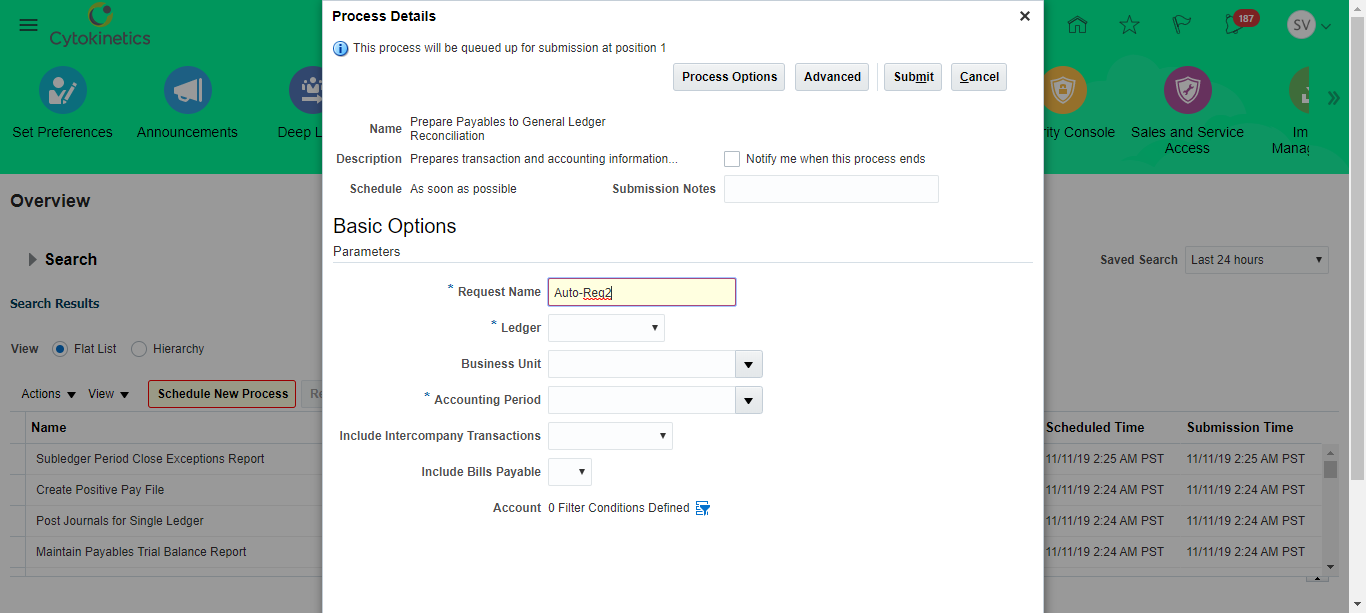 Process Details
This process will be queued up for submission at position 1
Process Options
Advanced
Submit
Cancel
Name
Prepare Payables to General Ledger
Reconciliation
Description
Prepares transaction and accounting information...
Notify me when this process ends
Schedule
As soon as possible
Submission Notes
Basic Options
Parameters
* Request Name
Auto-Reg2
* Ledger
Business Unit
* Accounting Period
Include Intercompany Transactions
Include Bills Payable
Account
0 Filter Conditions Defined
Cytokinetics
187
SV
Set Preferences
Announcements
Deep L
rity Console
Sales and Service
Access
Im
Manag
Overview
Search
Saved Search
Last 24 hours
Search Results
View
Flat List
Hierarchy
Actions
View
Schedule New Process
Re
Name
Scheduled Time
Submission Time
Subledger Period Close Exceptions Report
11/11/19 2:25 AM PST
11/11/19 2:25 AM PST
Create Positive Pay File
11/11/19 2:24 AM PST
11/11/19 2:24 AM PST
Post Journals for Single Ledger
11/11/19 2:24 AM PST
11/11/19 2:24 AM PST
Maintain Payables Trial Balance Report
11/11/19 2:24 AM PST
11/11/19 2:24 AM PST